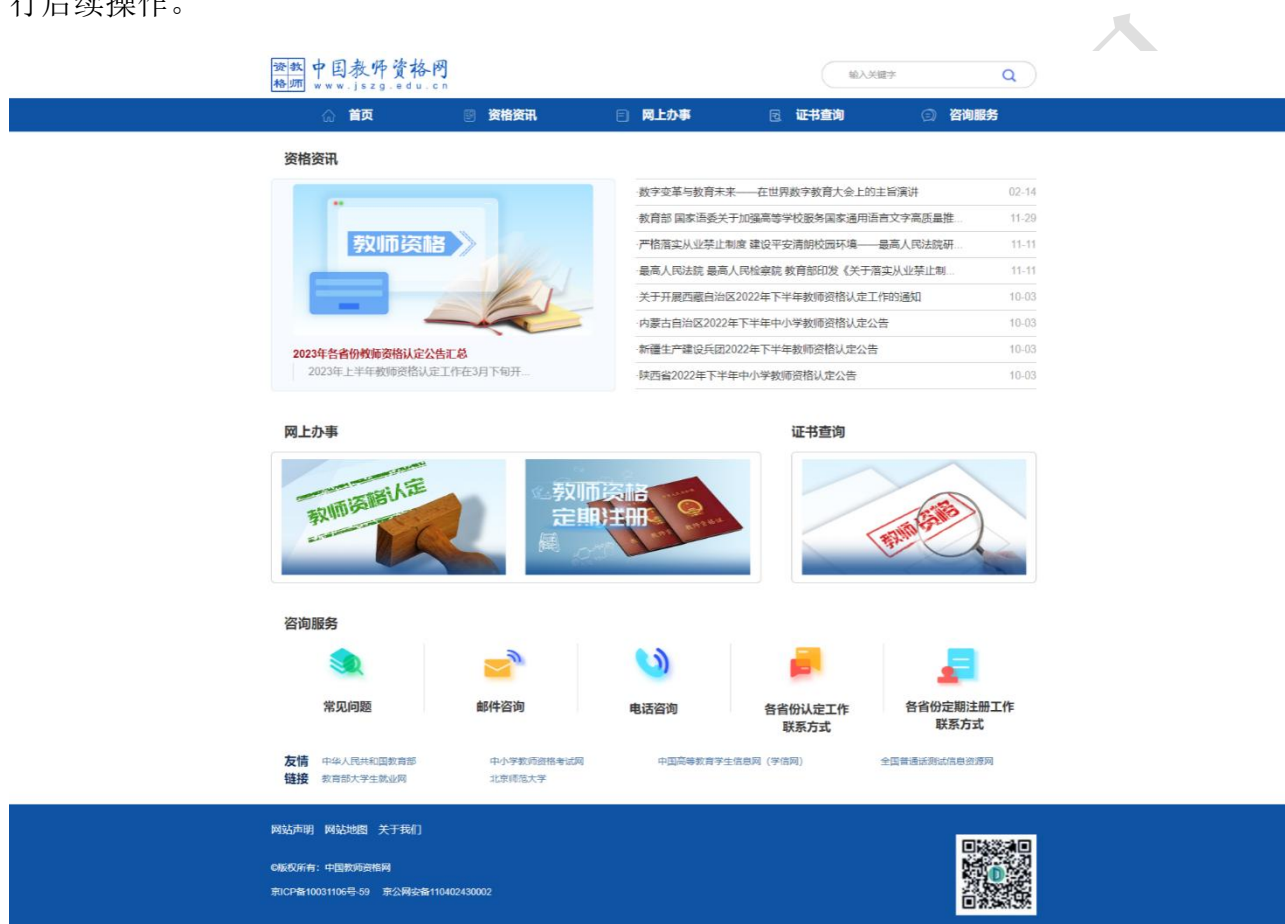 行后续操作。
资教
格师
中国教师资格网
www.jszg.edu.cn
输入关键字
首页 资格资讯 网上办事 证书查询 咨询服务
资格资讯
教师资格
2023年各省份教师资格认定公告汇总
2023年上半年教师资格认定工作在3月下旬开...
·数字变革与教育未来——在世界数字教育大会上的主旨演讲 02-14
·教育部 国家语委关于加强高等学校服务国家通用语言文字高质量推... 11-29
·严格落实从业禁止制度 建设平安清朗校园环境——最高人民法院研... 11-11
·最高人民法院 最高人民检察院 教育部印发《关于落实从业禁止制... 11-11
·关于开展西藏自治区2022年下半年教师资格认定工作的通知 10-03
·内蒙古自治区2022年下半年中小学教师资格认定公告 10-03
·新疆生产建设兵团2022年下半年教师资格认定公告 10-03
·陕西省2022年下半年中小学教师资格认定公告 10-03
网上办事
教师资格认定
教师资格
定期注册
证书查询
教师资格
咨询服务
常见问题
邮件咨询
电话咨询
各省份认定工作
联系方式
各省份定期注册工作
联系方式
友情
链接
中华人民共和国教育部 中小学教师资格考试网 中国高等教育学生信息网（学信网） 全国普通话测试信息资源网
教育部大学生就业网 北京师范大学
网站声明 网站地图 关于我们
©版权所有：中国教师资格网
京ICP备10031106号-59 京公网安备110402430002